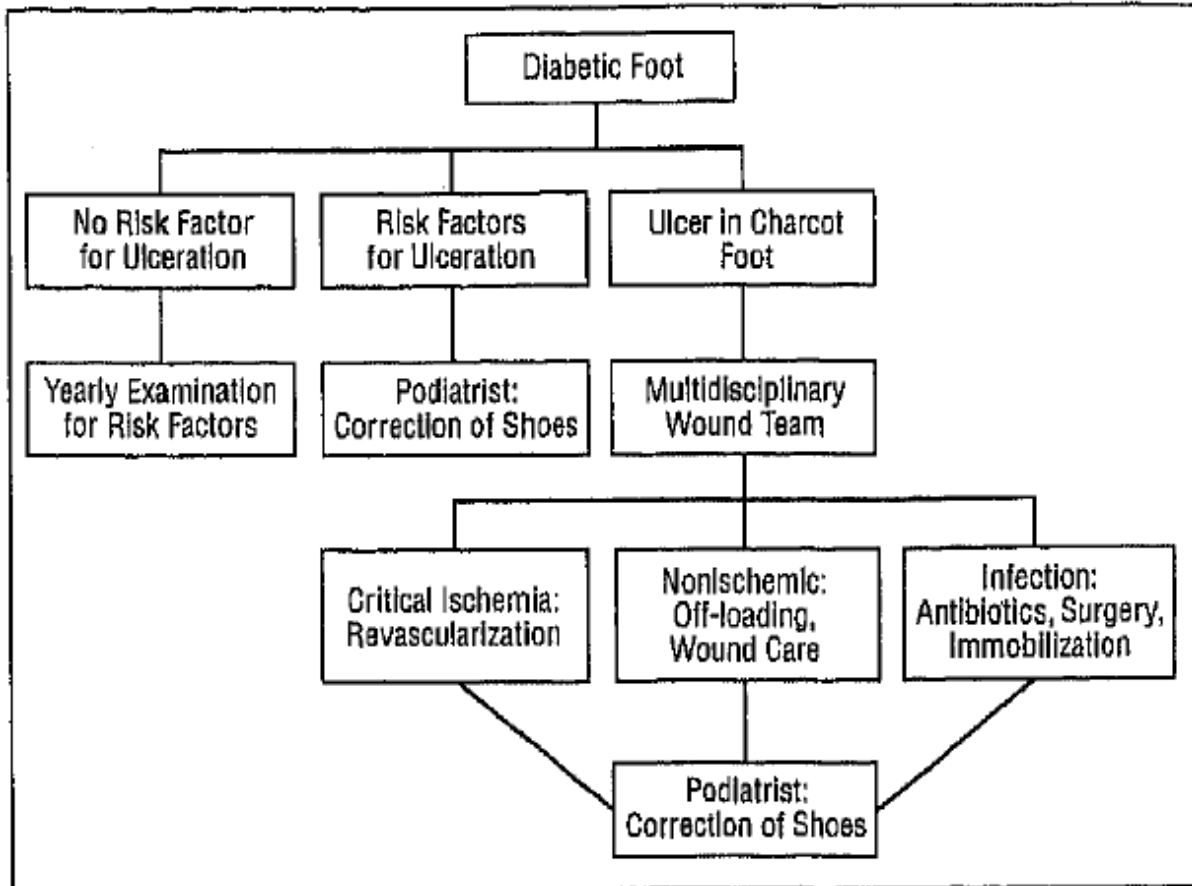 Diabetic Foot
No Risk Factor
for Ulceration
Risk Factors
for Ulceration
Ulcer in Charcot
Foot
Yearly Examination
for Risk Factors
Podiatrist:
Correction of Shoes
Multidisciplinary
Wound Team
Critical Ischemia:
Revascularization
Nonischemic:
Off-loading,
Wound Care
Infection:
Antibiotics, Surgery,
Immobilization
Podiatrist:
Correction of Shoes